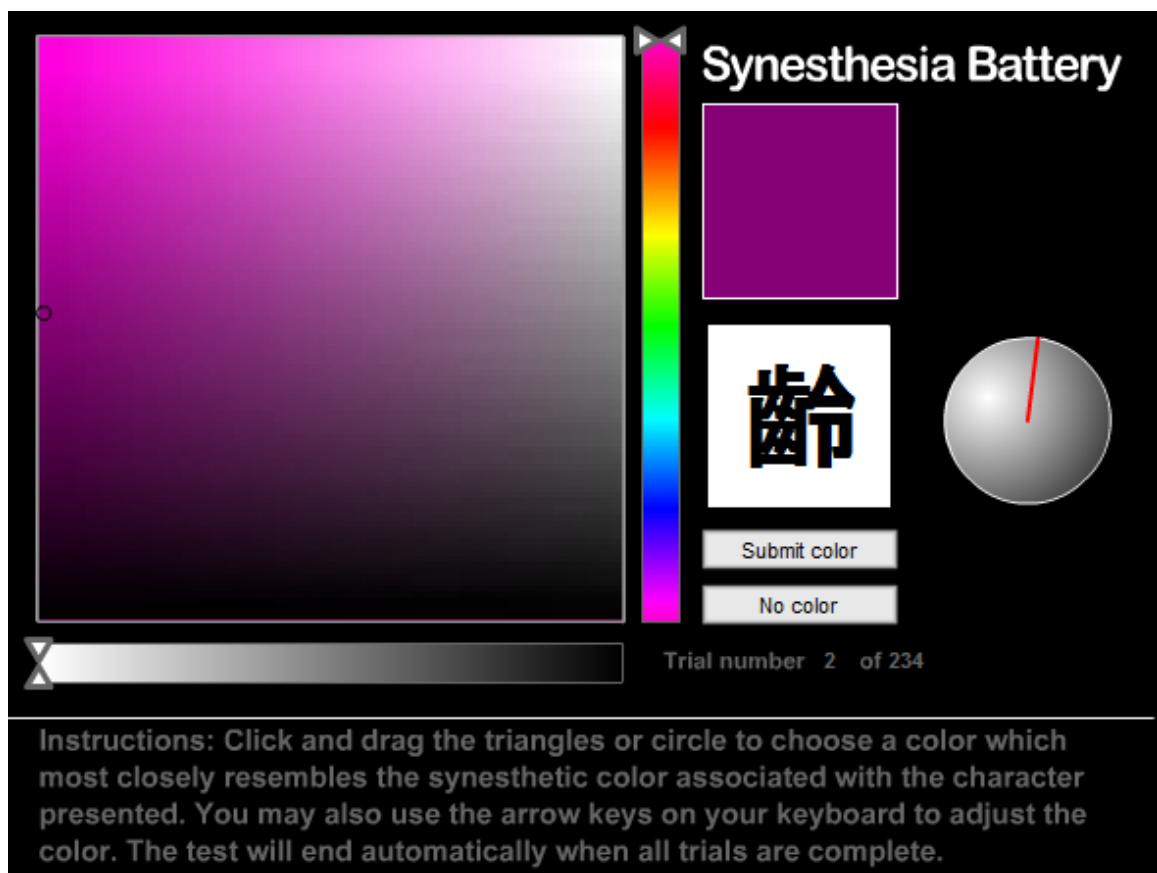 Synesthesia Battery
齡
Submit color
No color
Trial number 2 of 234
Instructions: Click and drag the triangles or circle to choose a color which
most closely resembles the synesthetic color associated with the character
presented. You may also use the arrow keys on your keyboard to adjust the
color. The test will end automatically when all trials are complete.